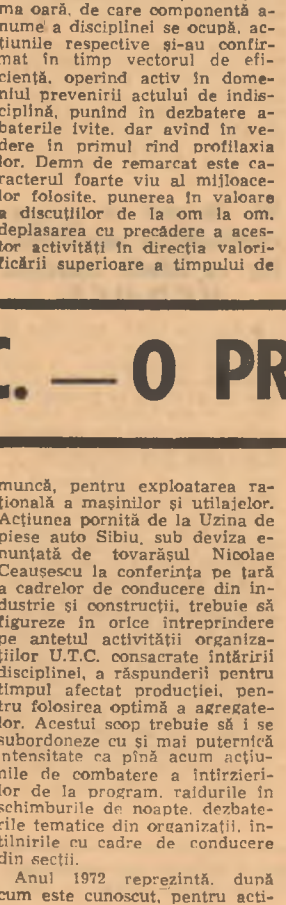 ma oară, de care componentă a-
nume a disciplinei se ocupă, ac-
țiunile respective și-au confir-
mat în timp vectorul de efi-
ciență, operind activ în dome-
niul prevenirii actului de indis-
ciplină, punind în dezbatere a-
baterile ivite, dar avind în ve-
dere în primul rind profilaxia
lor. Demn de remarcat este ca-
racterul foarte viu al mijloace-
lor folosite, punerea în valoare
a discuțiilor de la om la om,
deplasarea cu precădere a aces-
tor activități în direcția valori-
ficării superioare a timpului de
C. — O PR
muncă, pentru exploatarea ra-
țională a mașinilor și utilajelor.
Acțiunea pornită de la Uzina de
piese auto Sibiu, sub deviza e-
nunțată de tovarășul Nicolae
Ceaușescu la conferința pe țară
a cadrelor de conducere din in-
dustrie și construcții, trebuie să
figureze în orice întreprindere
pe antetul activității organiza-
țiilor U.T.C. consacrate întăririi
disciplinei, a răspunderii pentru
timpul afectat producției, pen-
tru folosirea optimă a agregate-
lor. Acestui scop trebuie să i se
subordoneze cu și mai puternică
intensitate ca pînă acum acțiu-
nile de combatere a întîrzieri-
lor de la program, raidurile în
schimburile de noapte, dezbate-
rile tematice din organizații, în-
tîlnirile cu cadre de conducere
din secții.
Anul 1972 reprezintă, după
cum este cunoscut, pentru acti-